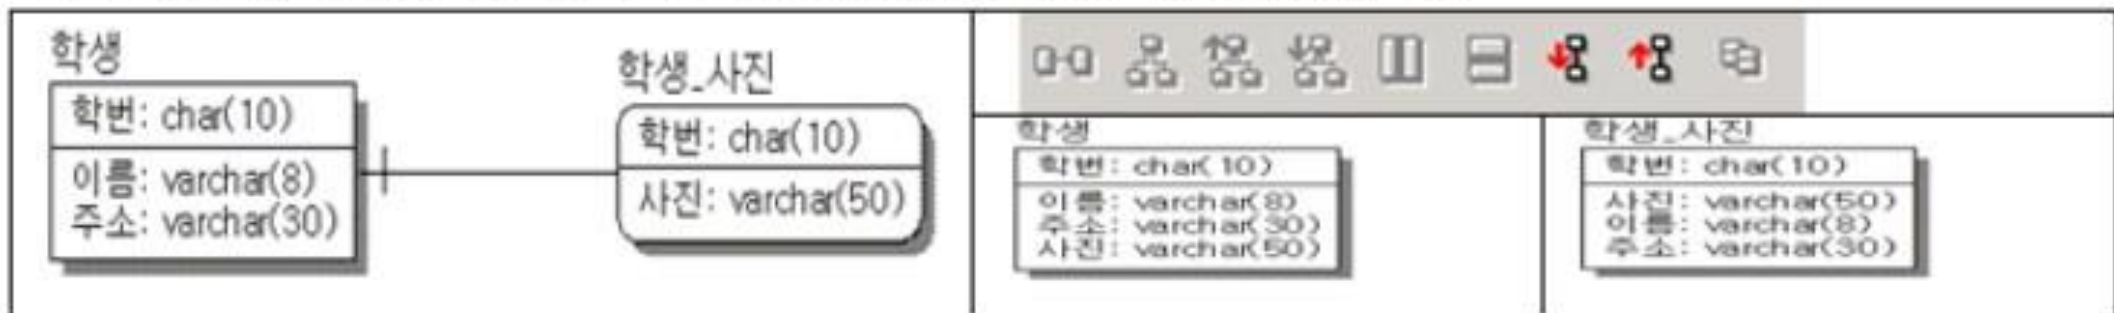 학생
학번: char(10)
이름: varchar(8)
주소: varchar(30)
학생_사진
학번: char(10)
사진: varchar(50)
학생
학번: char(10)
이름: varchar(8)
주소: varchar(30)
사진: varchar(50)
학생_사진
학번: char(10)
사진: varchar(50)
이름: varchar(8)
주소: varchar(30)